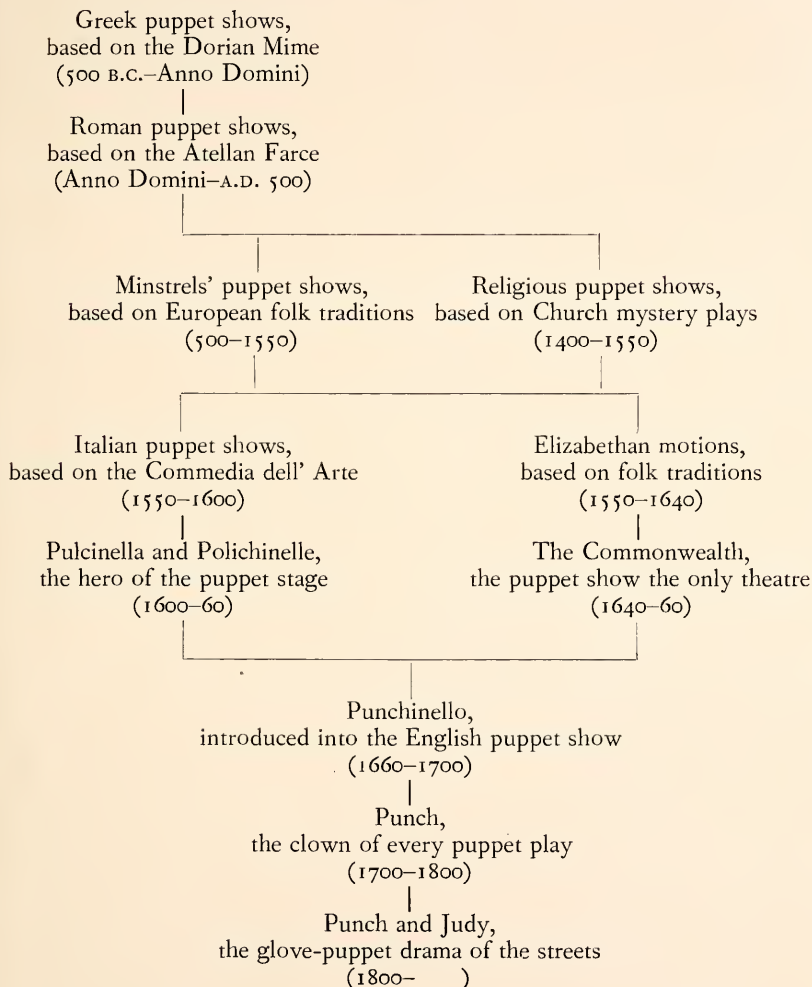 Greek puppet shows,
based on the Dorian Mime
(500 B.C.–Anno Domini)
Roman puppet shows,
based on the Atellan Farce
(Anno Domini–A.D. 500)
Minstrels' puppet shows,
based on European folk traditions
(500–1550)
Religious puppet shows,
based on Church mystery plays
(1400–1550)
Italian puppet shows,
based on the Commedia dell' Arte
(1550–1600)
Pulcinella and Polichinelle,
the hero of the puppet stage
(1600–60)
Elizabethan motions,
based on folk traditions
(1550–1640)
The Commonwealth,
the puppet show the only theatre
(1640–60)
Punchinello,
introduced into the English puppet show
(1660–1700)
Punch,
the clown of every puppet play
(1700–1800)
Punch and Judy,
the glove-puppet drama of the streets
(1800– )